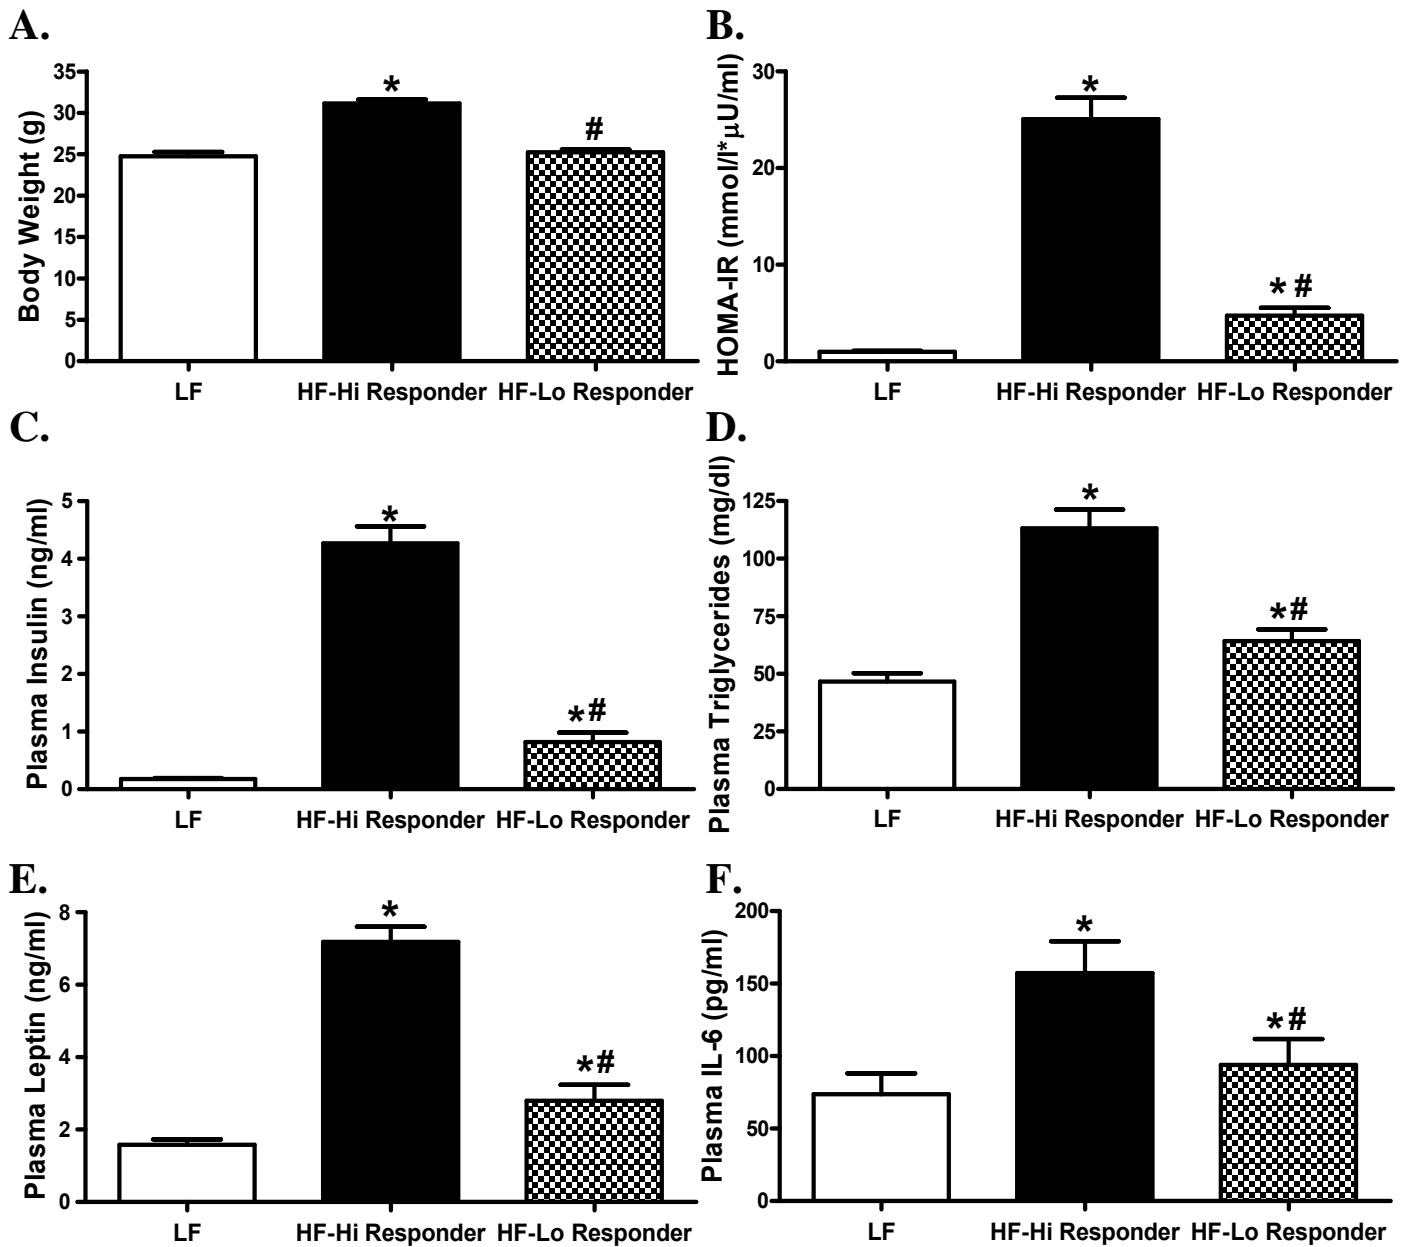 A.
Body Weight (g)
35
30
25
20
15
10
5
0
*
#
LF HF-Hi Responder HF-Lo Responder
B.
HOMA-IR (mmol/l*µU/ml)
30
20
10
0
*
*#
LF HF-Hi Responder HF-Lo Responder
C.
Plasma Insulin (ng/ml)
5
4
3
2
1
0
*
*#
LF HF-Hi Responder HF-Lo Responder
D.
Plasma Triglycerides (mg/dl)
125
100
75
50
25
0
*
*#
LF HF-Hi Responder HF-Lo Responder
E.
Plasma Leptin (ng/ml)
8
6
4
2
0
*
*#
LF HF-Hi Responder HF-Lo Responder
F.
Plasma IL-6 (pg/ml)
200
150
100
50
0
*
*#
LF HF-Hi Responder HF-Lo Responder